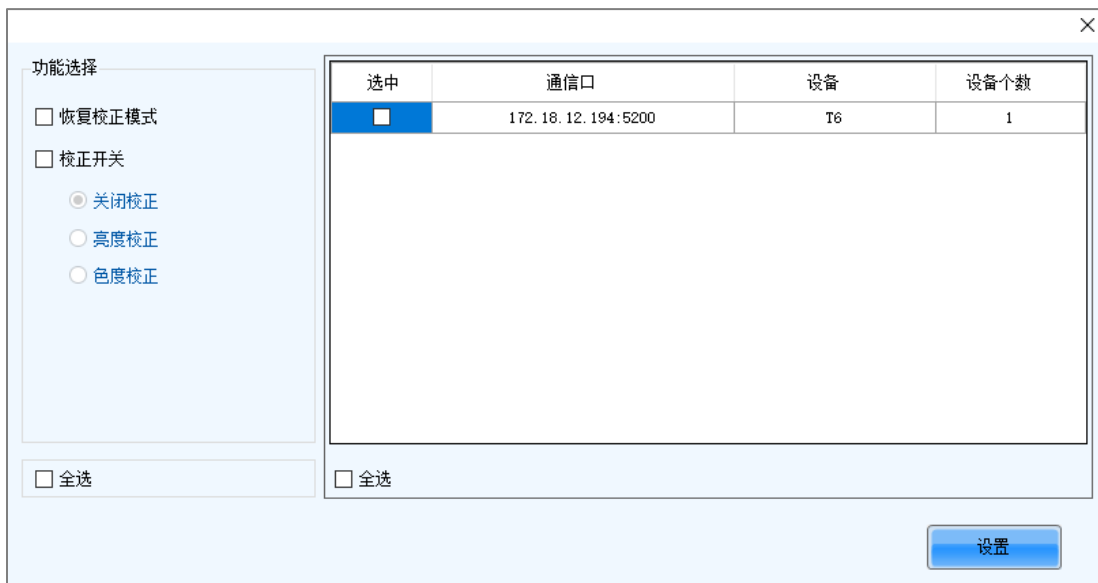 功能选择
恢复校正模式
校正开关
关闭校正
亮度校正
色度校正
全选
选中 通信口 设备 设备个数
172.18.12.194:5200 T6 1
全选
设置